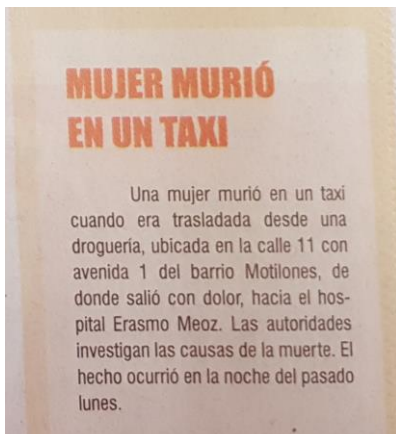 MUJER MURIÓ
EN UN TAXI
Una mujer murió en un taxi
cuando era trasladada desde una
droguería, ubicada en la calle 11 con
avenida 1 del barrio Motilones, de
donde salió con dolor, hacia el hos-
pital Erasmo Meoz. Las autoridades
investigan las causas de la muerte. El
hecho ocurrió en la noche del pasado
lunes.